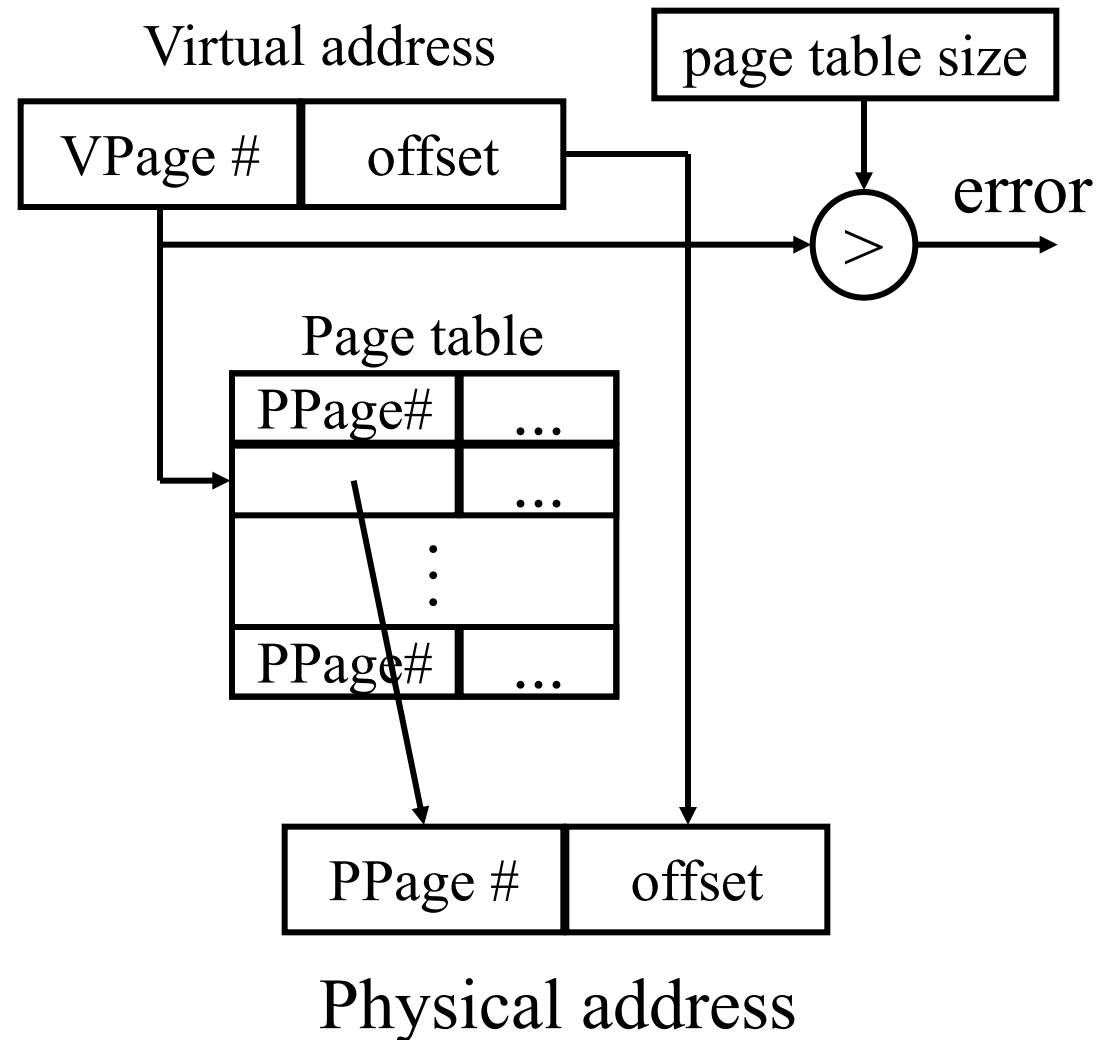 Virtual address
page table size
VPage #
offset
error
>
Page table
PPage#
...
...
⋮
PPage#
...
PPage #
offset
Physical address